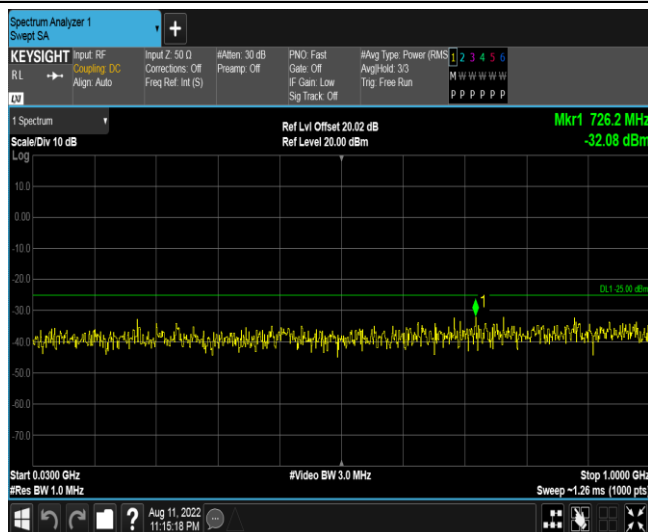 Spectrum Analyzer 1
Swept SA
+
KEYSIGHT
RL
LXI
Input: RF
Coupling: DC
Align: Auto
Input Z: 50 Ω
Corrections: Off
Freq Ref: Int (S)
#Atten: 30 dB
Preamp: Off
PNO: Fast
Gate: Off
IF Gain: Low
Sig Track: Off
#Avg Type: Power (RMS
Avg|Hold: 3/3
Trig: Free Run
1 2 3 4 5 6
M W W W W W
P P P P P P
1 Spectrum
Scale/Div 10 dB
Ref Lvl Offset 20.02 dB
Ref Level 20.00 dBm
Mkr1 726.2 MHz
-32.08 dBm
Log
10.0
0.00
-10.0
-20.0
DL1 -25.00 dBm
1
-30.0
-40.0
-50.0
-60.0
-70.0
Start 0.0300 GHz
#Res BW 1.0 MHz
#Video BW 3.0 MHz
Stop 1.0000 GHz
Sweep ~1.26 ms (1000 pts)
?
Aug 11, 2022
11:15:18 PM